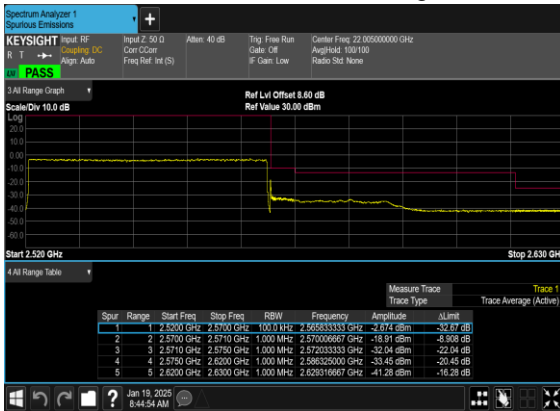 Spectrum Analyzer 1
Spurious Emissions
KEYSIGHT Input: RF Input Z: 50 Ω Atten: 40 dB Trig: Free Run Center Freq: 22.005000000 GHz
R T Coupling: DC Corr CCorr Gate: Off Avg|Hold: 100/100
Align: Auto Freq Ref: Int (S) IF Gain: Low Radio Std: None
PASS
3 All Range Graph
Ref Lvl Offset 8.60 dB
Scale/Div 10.0 dB Ref Value 30.00 dBm
Log
20.0
10.0
0.00
-10.0
-20.0
-30.0
-40.0
-50.0
-60.0
Start 2.520 GHz Stop 2.630 GH
4 All Range Table
Measure Trace Trace 1
Trace Type Trace Average (Active)
Spur Range Start Freq Stop Freq RBW Frequency Amplitude ΔLimit
1 1 2.5200 GHz 2.5700 GHz 100.0 kHz 2.565833333 GHz -2.674 dBm -32.67 dB
2 2 2.5700 GHz 2.5710 GHz 1.000 MHz 2.570006667 GHz -18.91 dBm -8.908 dB
3 3 2.5710 GHz 2.5750 GHz 1.000 MHz 2.572033333 GHz -32.04 dBm -22.04 dB
4 4 2.5750 GHz 2.6200 GHz 1.000 MHz 2.586325000 GHz -33.45 dBm -20.45 dB
5 5 2.6200 GHz 2.6300 GHz 1.000 MHz 2.629316667 GHz -41.28 dBm -16.28 dB
? Jan 19, 2025
8:44:54 AM